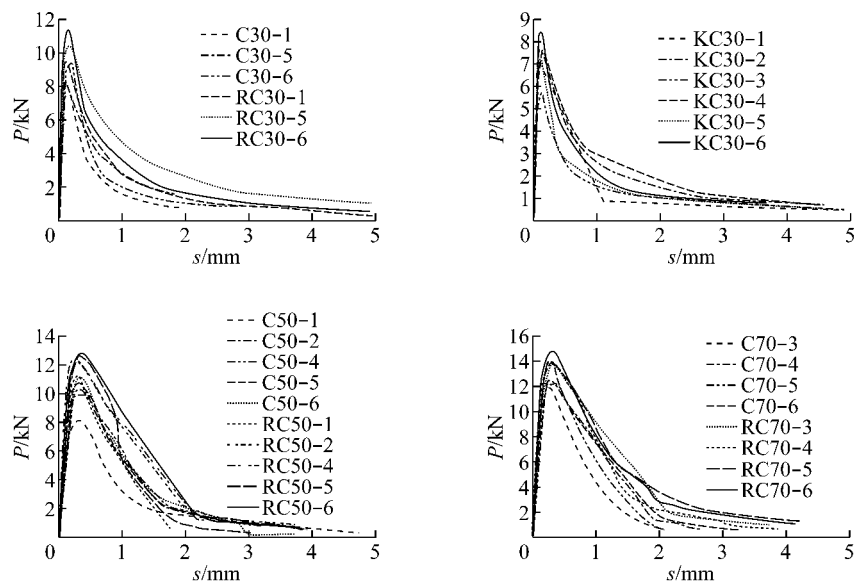 P/kN
12
10
8
6
4
2
0
1
2
3
4
5
s/mm
C30-1
C30-5
C30-6
RC30-1
RC30-5
RC30-6
P/kN
9
8
7
6
5
4
3
2
1
0
1
2
3
4
5
s/mm
KC30-1
KC30-2
KC30-3
KC30-4
KC30-5
KC30-6
P/kN
14
12
10
8
6
4
2
0
1
2
3
4
5
s/mm
C50-1
C50-2
C50-4
C50-5
C50-6
RC50-1
RC50-2
RC50-4
RC50-5
RC50-6
P/kN
16
14
12
10
8
6
4
2
0
1
2
3
4
5
s/mm
C70-3
C70-4
C70-5
C70-6
RC70-3
RC70-4
RC70-5
RC70-6